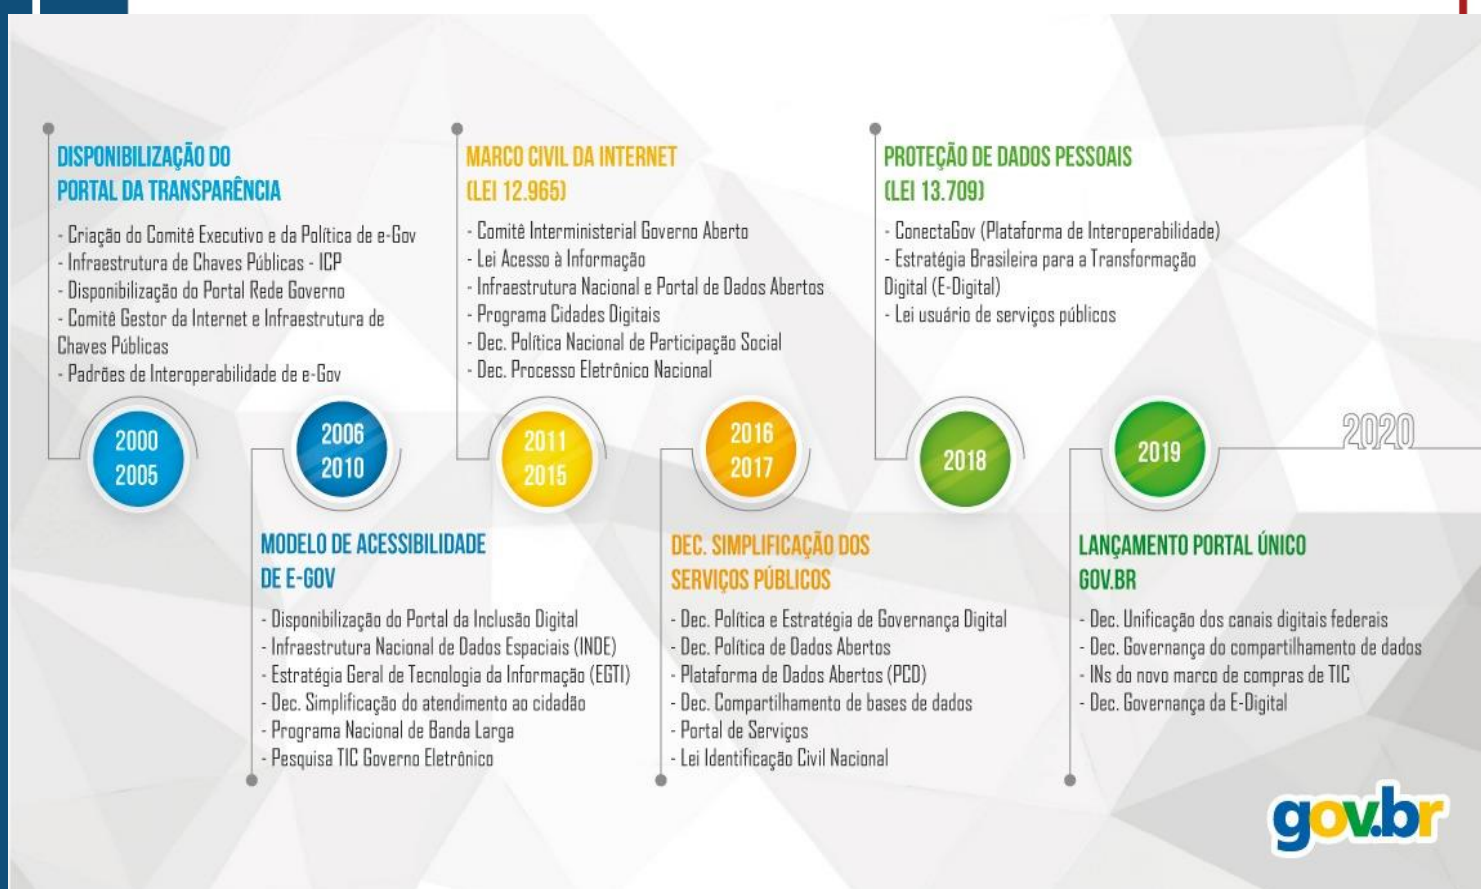 DISPONIBILIZAÇÃO DO
PORTAL DA TRANSPARÊNCIA
- Criação do Comitê Executivo e da Política de e-Gov
- Infraestrutura de Chaves Públicas - ICP
- Disponibilização do Portal Rede Governo
- Comitê Gestor da Internet e Infraestrutura de
Chaves Públicas
- Padrões de Interoperabilidade de e-Gov
2000
2005
MODELO DE ACESSIBILIDADE
DE E-GOV
- Disponibilização do Portal da Inclusão Digital
- Infraestrutura Nacional de Dados Espaciais (INDE)
- Estratégia Geral de Tecnologia da Informação (EGTI)
- Dec. Simplificação do atendimento ao cidadão
- Programa Nacional de Banda Larga
- Pesquisa TIC Governo Eletrônico
2006
2010
MARCO CIVIL DA INTERNET
(LEI 12.965)
- Comitê Interministerial Governo Aberto
- Lei Acesso à Informação
- Infraestrutura Nacional e Portal de Dados Abertos
- Programa Cidades Digitais
- Dec. Política Nacional de Participação Social
- Dec. Processo Eletrônico Nacional
2011
2015
DEC. SIMPLIFICAÇÃO DOS
SERVIÇOS PÚBLICOS
- Dec. Política e Estratégia de Governança Digital
- Dec. Política de Dados Abertos
- Plataforma de Dados Abertos (PCD)
- Dec. Compartilhamento de bases de dados
- Portal de Serviços
- Lei Identificação Civil Nacional
2016
2017
PROTEÇÃO DE DADOS PESSOAIS
(LEI 13.709)
- ConectaGov (Plataforma de Interoperabilidade)
- Estratégia Brasileira para a Transformação
Digital (E-Digital)
- Lei usuário de serviços públicos
2018
LANÇAMENTO PORTAL ÚNICO
GOV.BR
- Dec. Unificação dos canais digitais federais
- Dec. Governança do compartilhamento de dados
- INs do novo marco de compras de TIC
- Dec. Governança da E-Digital
2019
2020
gov.br